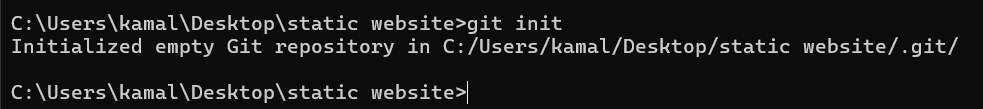 C:\Users\kamal\Desktop\static website>git init
Initialized empty Git repository in C:/Users/kamal/Desktop/static website/.git/
C:\Users\kamal\Desktop\static website>